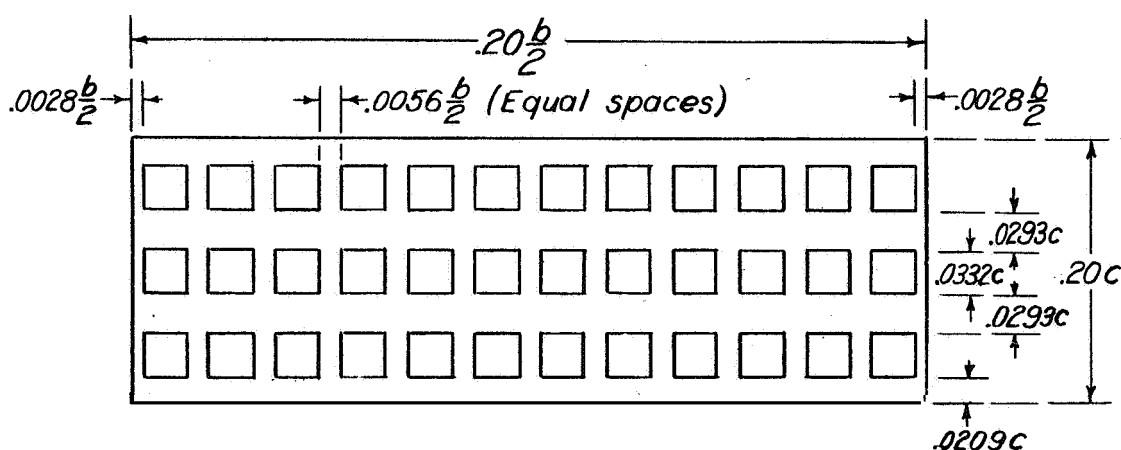 .20 b/2
.0028 b/2
.0056 b/2 (Equal spaces)
.0028 b/2
.0293c
.0332c
.20c
.0293c
.0209c